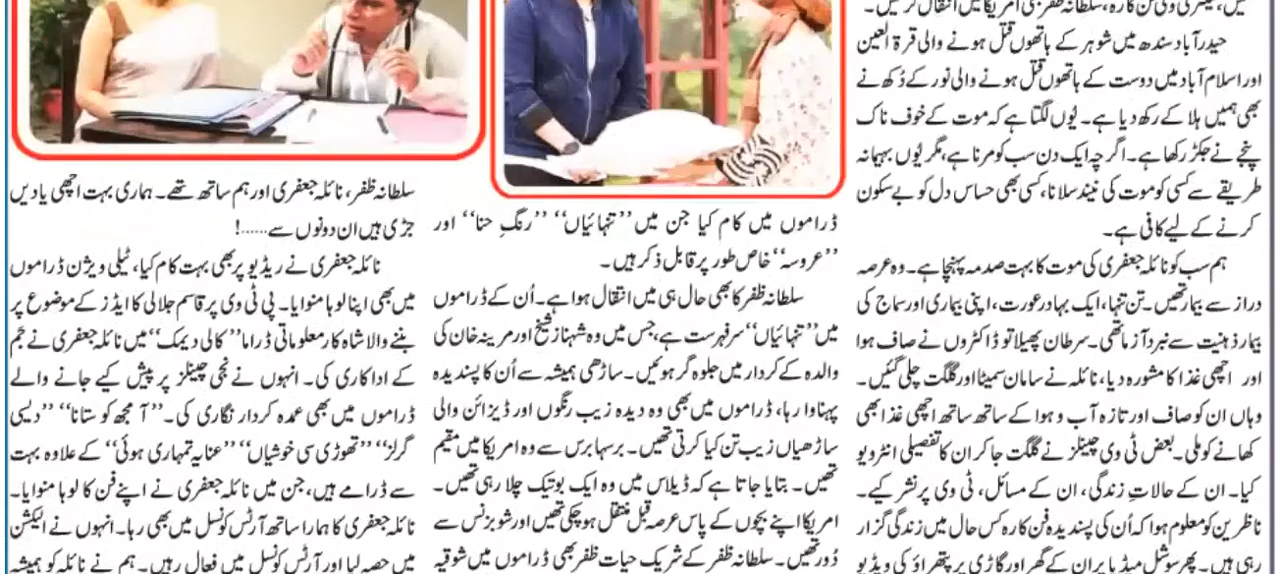 حیدرآباد سندھ میں شوہر کے ہاتھوں قتل ہونے والی قرۃ العین
اور اسلام آباد میں دوست کے ہاتھوں قتل ہونے والی نور کے دُکھ نے
بھی ہمیں ہلا کے رکھ دیا ہے۔ یوں لگتا ہے کہ موت کے خوف ناک
پنجے نے جکڑ رکھا ہے۔ اگرچہ ایک دن سب کو مرنا ہے، مگر یوں بہیمانہ
طریقے سے کسی کو موت کی نیند سلانا، کسی بھی حساس دل کو بے سکون
کرنے کے لیے کافی ہے۔
ہم سب کو نائلہ جعفری کی موت کا بہت صدمہ پہنچا ہے۔ وہ عرصہ
دراز سے بیمار تھیں۔ تن تنہا، ایک بہادر عورت، اپنی بیماری اور سماج کی
بیمار ذہنیت سے نبرد آزما تھی۔ سرطان پھیلا تو ڈاکٹروں نے صاف ہوا
اور اچھی غذا کا مشورہ دیا، نائلہ نے سامان سمیٹا اور گلگت چلی گئیں۔
وہاں ان کو صاف اور تازہ آب و ہوا کے ساتھ ساتھ اچھی غذا بھی
کھانے کو ملی۔ بعض ٹی وی چینلز نے گلگت جا کر ان کا تفصیلی انٹرویو
کیا۔ ان کے حالاتِ زندگی، ان کے مسائل، ٹی وی پر نشر کیے۔
ناظرین کو معلوم ہوا کہ اُن کی پسندیدہ فن کارہ کس حال میں زندگی گزار
رہی ہیں۔ پھر سوشل میڈیا پر ان کے گھر اور گاڑی پر پتھراؤ کی ویڈیو
ڈراموں میں کام کیا جن میں ’’تنہائیاں‘‘ ’’رنگِ حنا‘‘ اور
’’عروسہ‘‘ خاص طور پر قابل ذکر ہیں۔
سلطانہ ظفر کا بھی حال ہی میں انتقال ہوا ہے۔ اُن کے ڈراموں
میں ’’تنہائیاں‘‘ سرفہرست ہے، جس میں وہ شہناز شیخ اور مرینہ خان کی
والدہ کے کردار میں جلوہ گر ہوئیں۔ ساڑھی ہمیشہ سے اُن کا پسندیدہ
پہناوا رہا، ڈراموں میں بھی وہ دیدہ زیب رنگوں اور ڈیزائن والی
ساڑھیاں زیب تن کیا کرتی تھیں۔ برسہا برس سے وہ امریکا میں مقیم
تھیں۔ بتایا جاتا ہے کہ ڈیلاس میں وہ ایک بوتیک چلا رہی تھیں۔
امریکا اپنے بچوں کے پاس عرصہ قبل منتقل ہو چکی تھیں اور شوبزنس سے
دُور تھیں۔ سلطانہ ظفر کے شریک حیات ظفر بھی ڈراموں میں شوقیہ
سلطانہ ظفر، نائلہ جعفری اور ہم ساتھ تھے۔ ہماری بہت اچھی یادیں
جڑی ہیں ان دونوں سے……!
نائلہ جعفری نے ریڈیو پر بھی بہت کام کیا، ٹیلی ویژن ڈراموں
میں بھی اپنا لوہا منوایا۔ پی ٹی وی پر قاسم جلالی کا ایڈز کے موضوع پر
بننے والا شاہ کار معلوماتی ڈراما ’’کالی دیمک‘‘ میں نائلہ جعفری نے جم
کے اداکاری کی۔ انہوں نے نجی چینلز پر پیش کیے جانے والے
ڈراموں میں بھی عمدہ کردار نگاری کی۔ ’’آ مجھ کو ستانا‘‘ ’’دیسی
گرلز‘‘ ’’تھوڑی سی خوشیاں‘‘ ’’عنایہ تمہاری ہوئی‘‘ کے علاوہ بہت
سے ڈرامے ہیں، جن میں نائلہ جعفری نے اپنے فن کا لوہا منوایا۔
نائلہ جعفری کا ہمارا ساتھ آرٹس کونسل میں بھی رہا۔ انہوں نے الیکشن
میں حصہ لیا اور آرٹس کونسل میں فعال رہیں۔ ہم نے نائلہ کو ہمیشہ